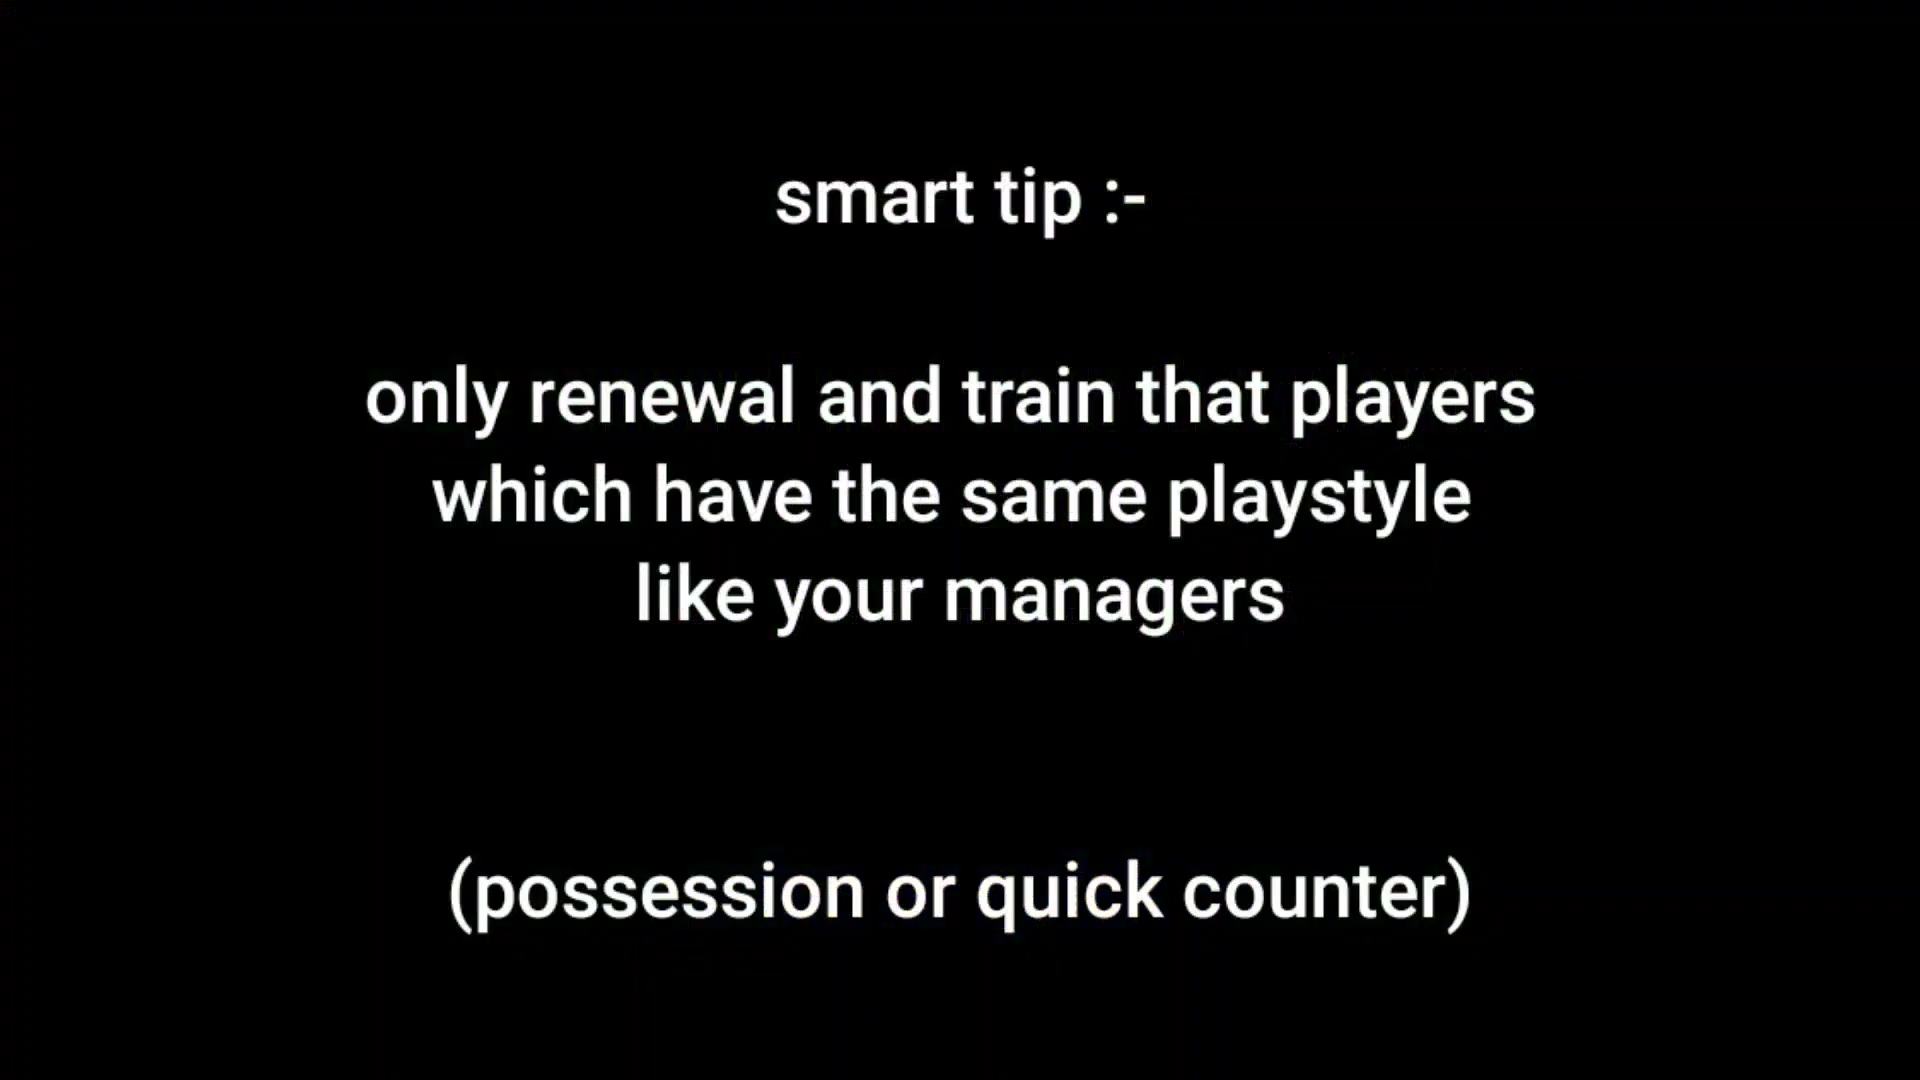 smart tip :-
only renewal and train that players
which have the same playstyle
like your managers
(possession or quick counter)